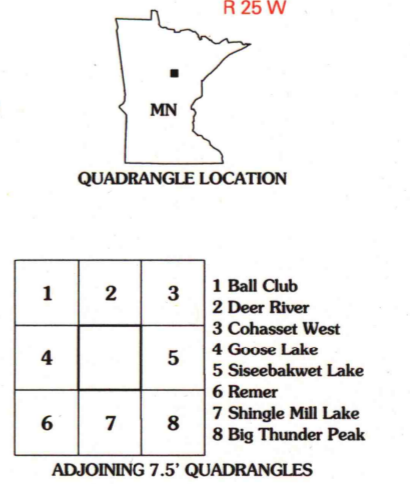 R 25 W
MN
QUADRANGLE LOCATION
1 2 3
4 5
6 7 8
1 Ball Club
2 Deer River
3 Cohasset West
4 Goose Lake
5 Siseebakwet Lake
6 Remer
7 Shingle Mill Lake
8 Big Thunder Peak
ADJOINING 7.5' QUADRANGLES